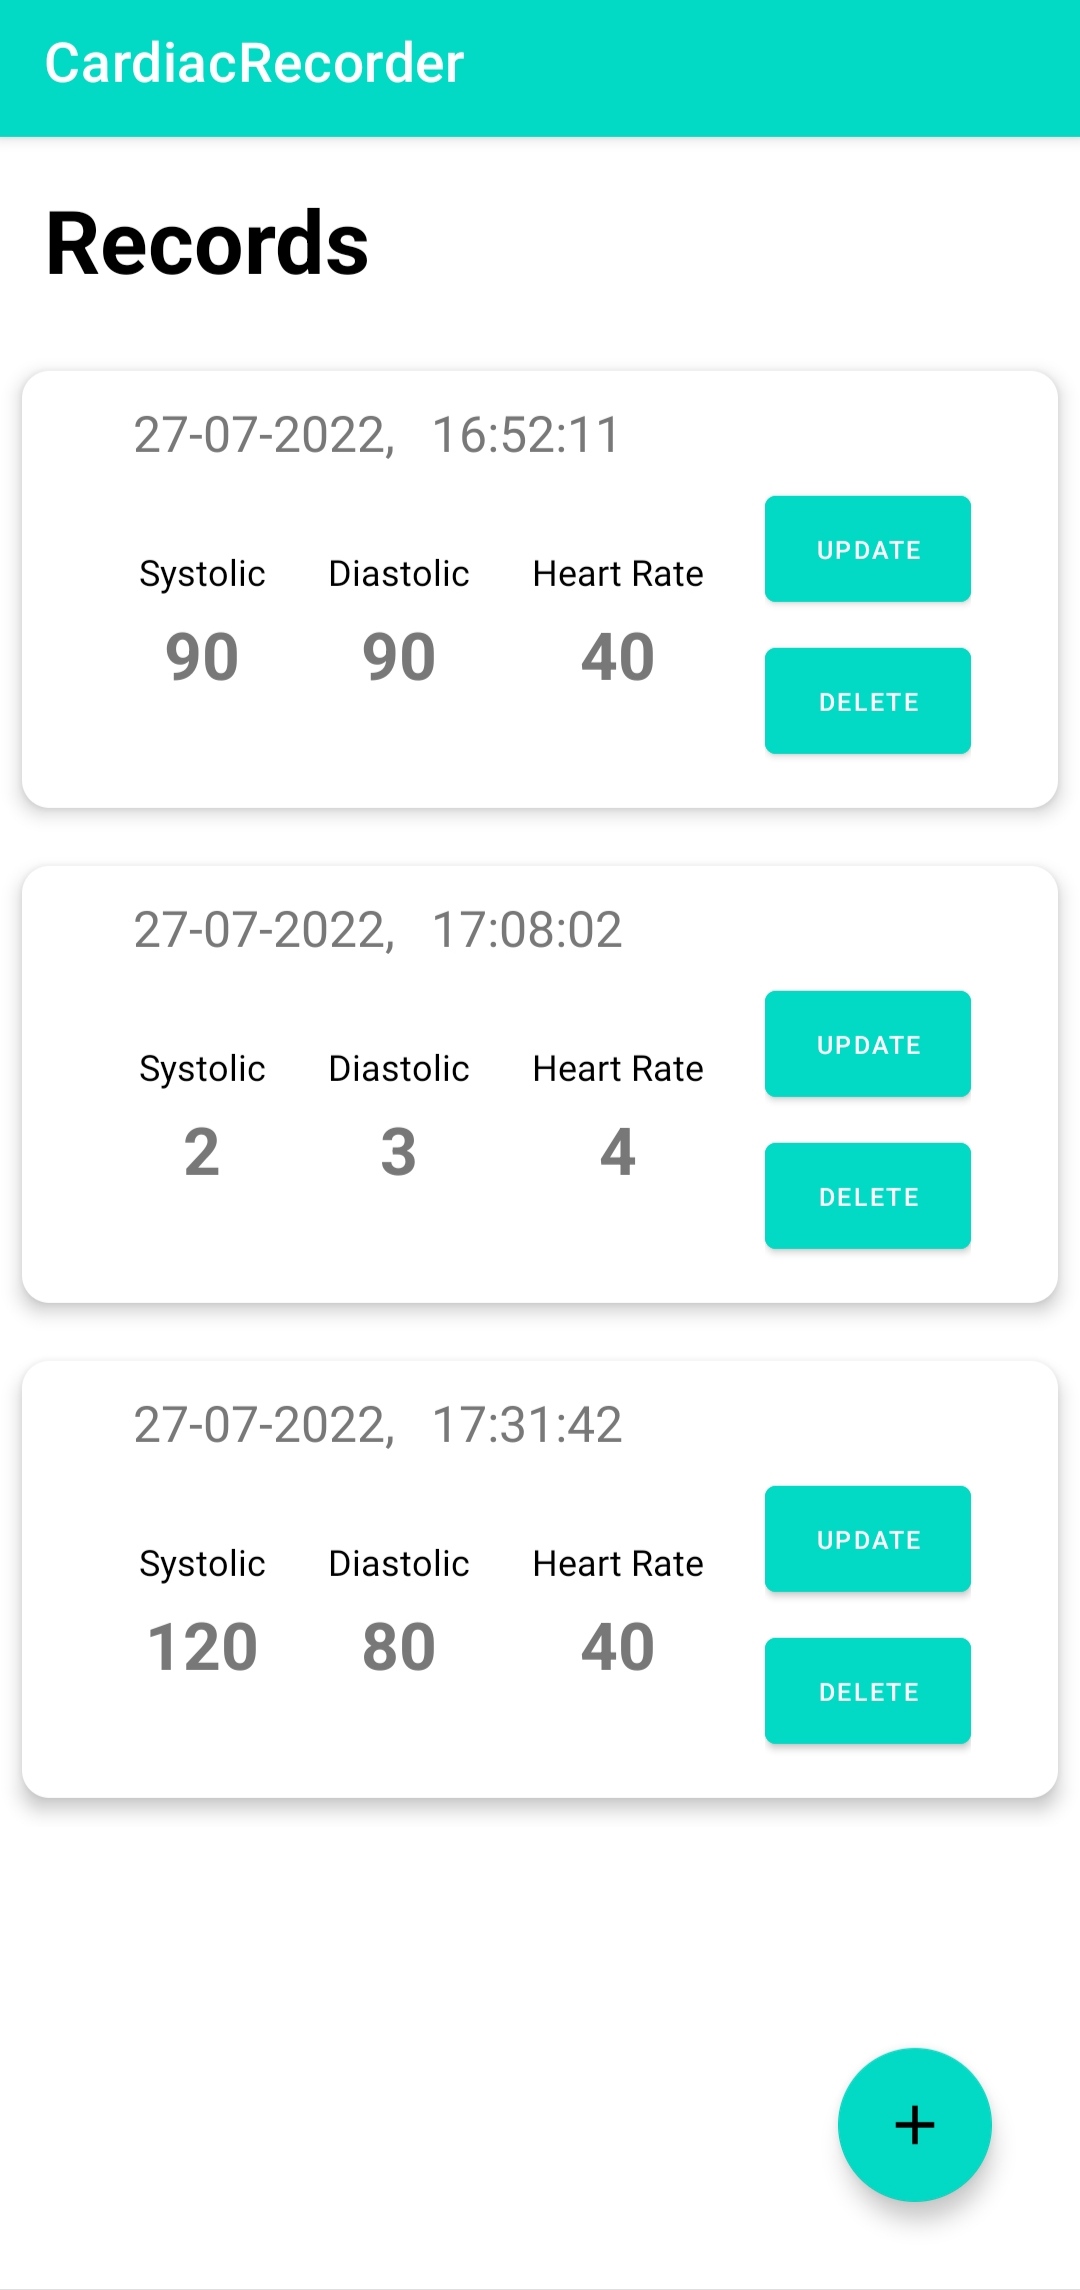 CardiacRecorder
Records
27-07-2022, 16:52:11
UPDATE
Systolic Diastolic Heart Rate
90 90 40
DELETE
27-07-2022, 17:08:02
UPDATE
Systolic Diastolic Heart Rate
2 3 4
DELETE
27-07-2022, 17:31:42
UPDATE
Systolic Diastolic Heart Rate
120 80 40
DELETE
+